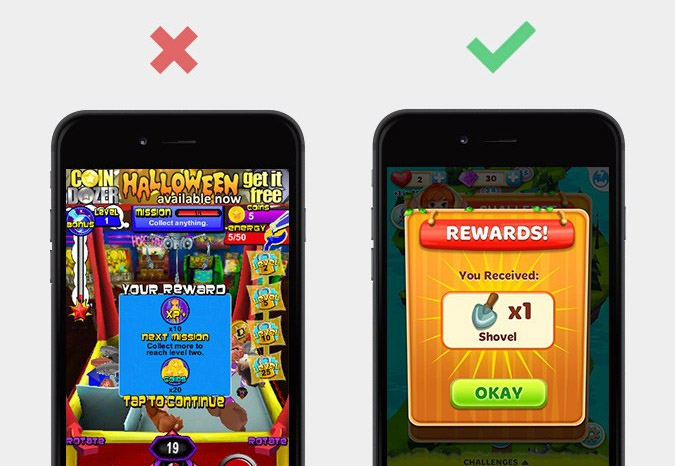 COIN
DOZER
HALLOWEEN
available now
get it
free
BONUS
LEVEL
1
MISSION
Collect anything.
COINS
5
ENERGY
5/50
YOUR REWARD
XP
x10
NEXT MISSION
Collect more to
reach level two.
COINS
x20
TAP TO CONTINUE
ROTATE
19
ROTATE
2
30
REWARDS!
You Received:
x1
Shovel
OKAY
CHALLENGES